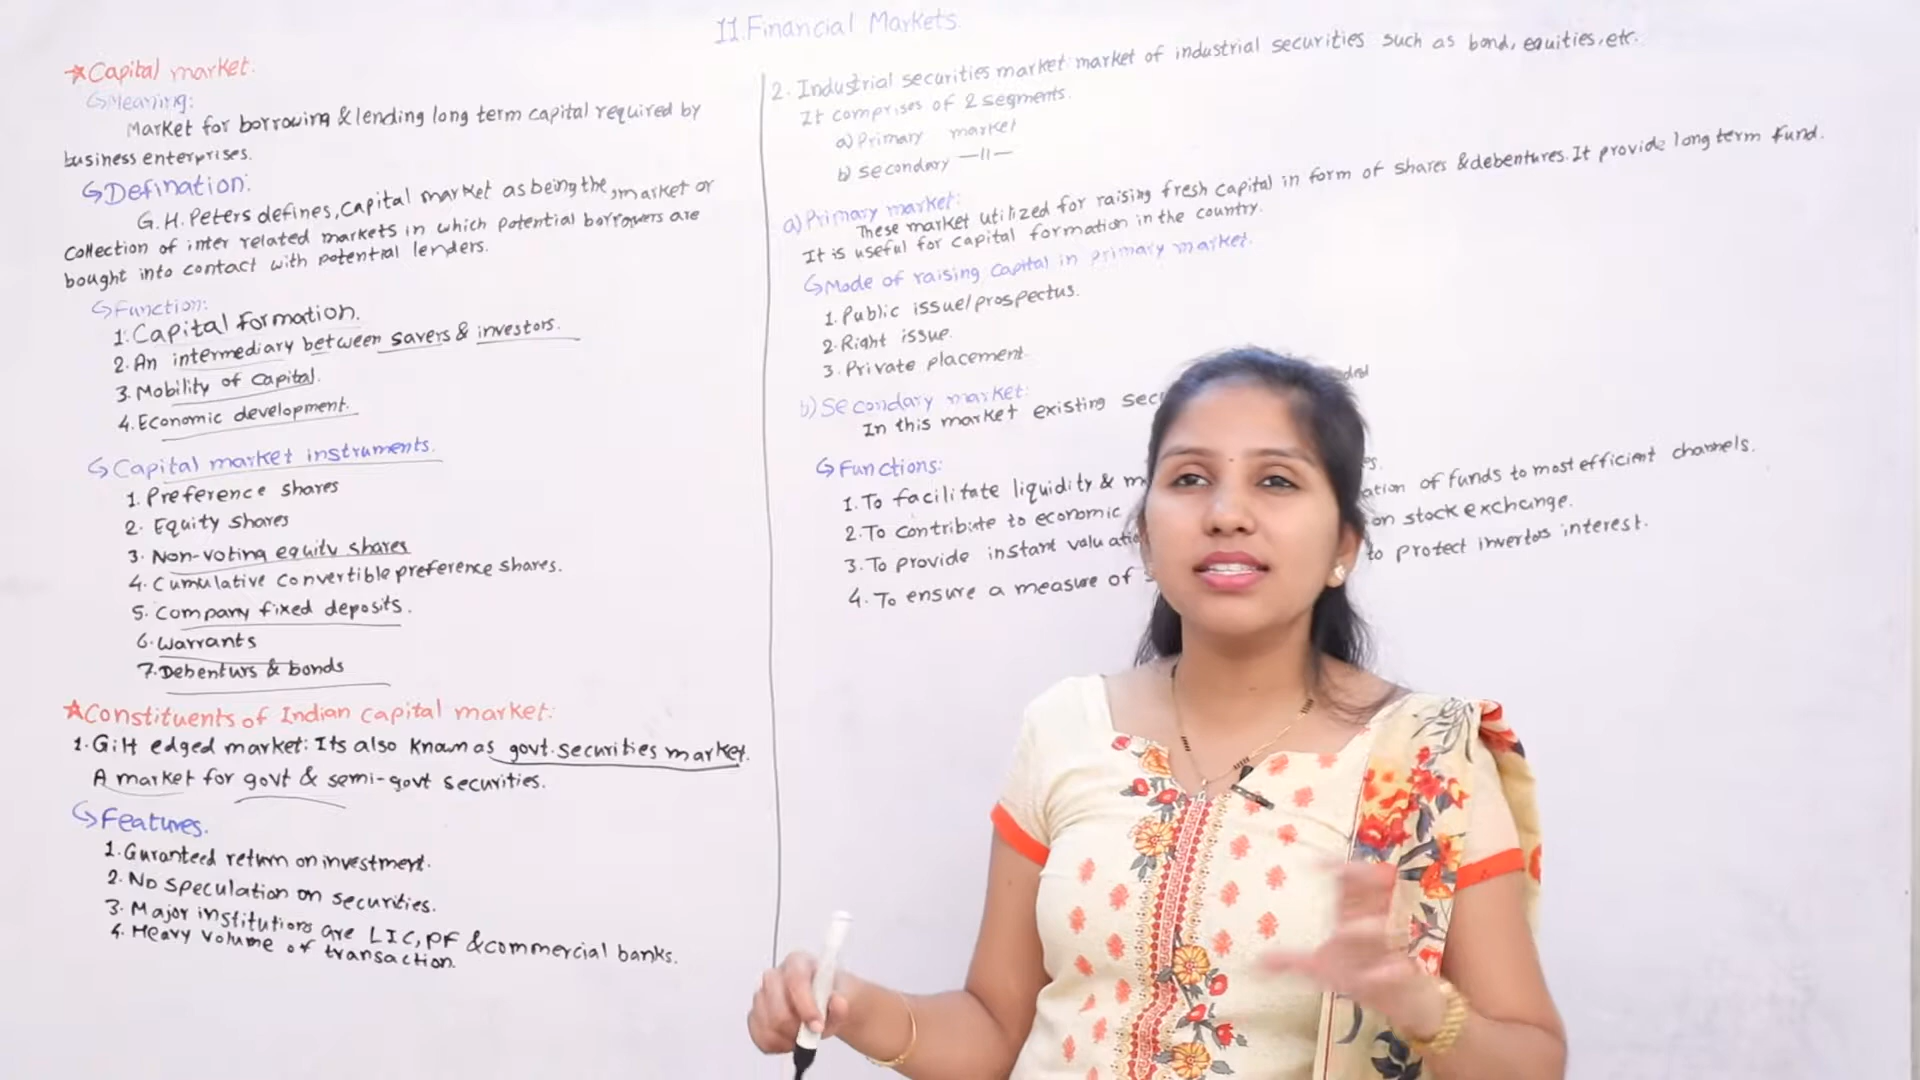 11.Financial Markets.
☆Capital market:
↳Meaning:
Market for borrowing & lending long term capital required by
business enterprises.
↳Defination:
G.H.Peters defines, Capital market as being the, market or
collection of inter related markets in which potential borrowers are
bought into contact with potential lenders.
↳Function:
1. Capital formation.
2. An intermediary between savers & investors.
3. Mobility of capital.
4. Economic development.
↳Capital market instruments.
1. Preference shares
2. Equity shares
3. Non-voting equity shares
4. Cumulative convertible preference shares.
5. Company fixed deposits.
6. Warrants
7. Debenturs & bonds
☆Constituents of Indian capital market:
1. Gilt edged market: Its also known as govt. securities market.
A market for govt & semi-govt securities.
↳Features.
1. Guranteed return on investment.
2. No speculation on securities.
3. Major institutions are LIC, PF & commercial banks.
4. Heavy volume of transaction.
2. Industrial securities market: market of industrial securities such as bond, equities, etc.
It comprises of 2 segments.
a) Primary market
b) Secondary —11—
a) Primary market:
These market utilized for raising fresh capital in form of shares & debentures. It provide long term fund.
It is useful for capital formation in the country.
↳Mode of raising capital in primary market.
1. Public issue/prospectus.
2. Right issue.
3. Private placement.
b) Secondary market:
In this market existing
↳Functions:
1. To facilitate liquidity &
2. To contribute to economic of funds to most efficient channels.
3. To provide instant on stock exchange.
4. To ensure a measure of to protect invertos interest.